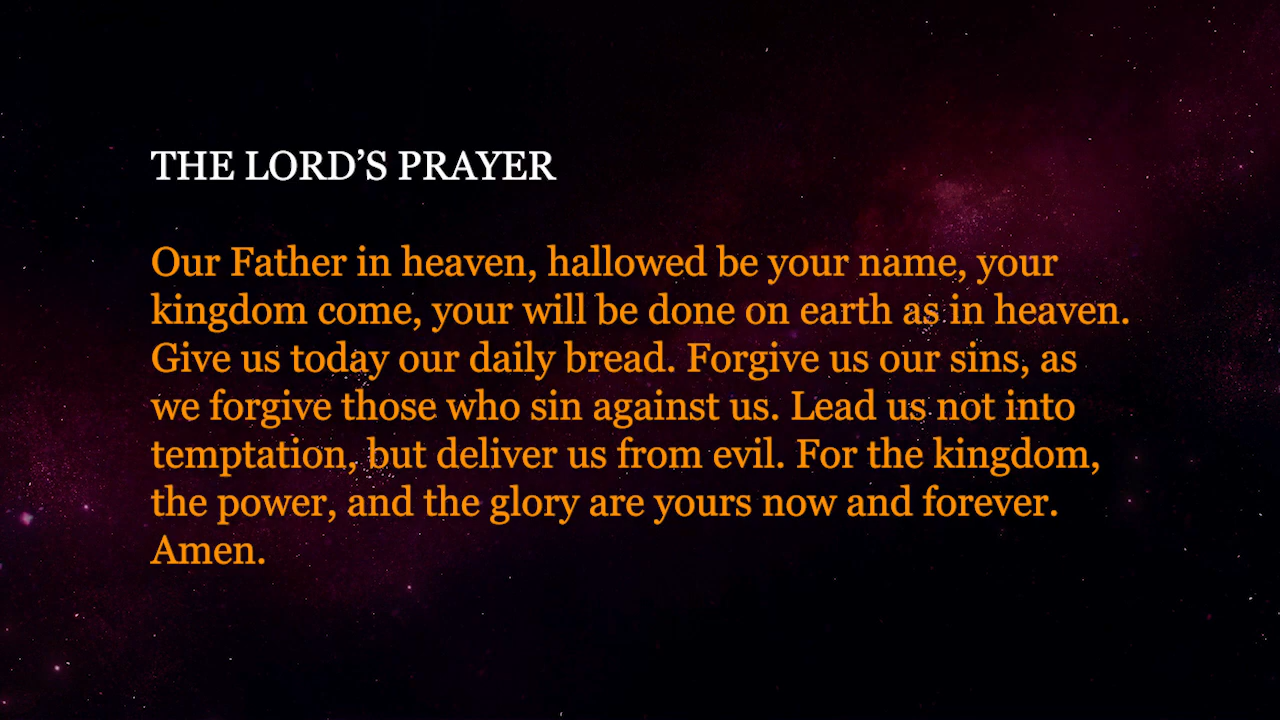 THE LORD’S PRAYER
Our Father in heaven, hallowed be your name, your
kingdom come, your will be done on earth as in heaven.
Give us today our daily bread. Forgive us our sins, as
we forgive those who sin against us. Lead us not into
temptation, but deliver us from evil. For the kingdom,
the power, and the glory are yours now and forever.
Amen.